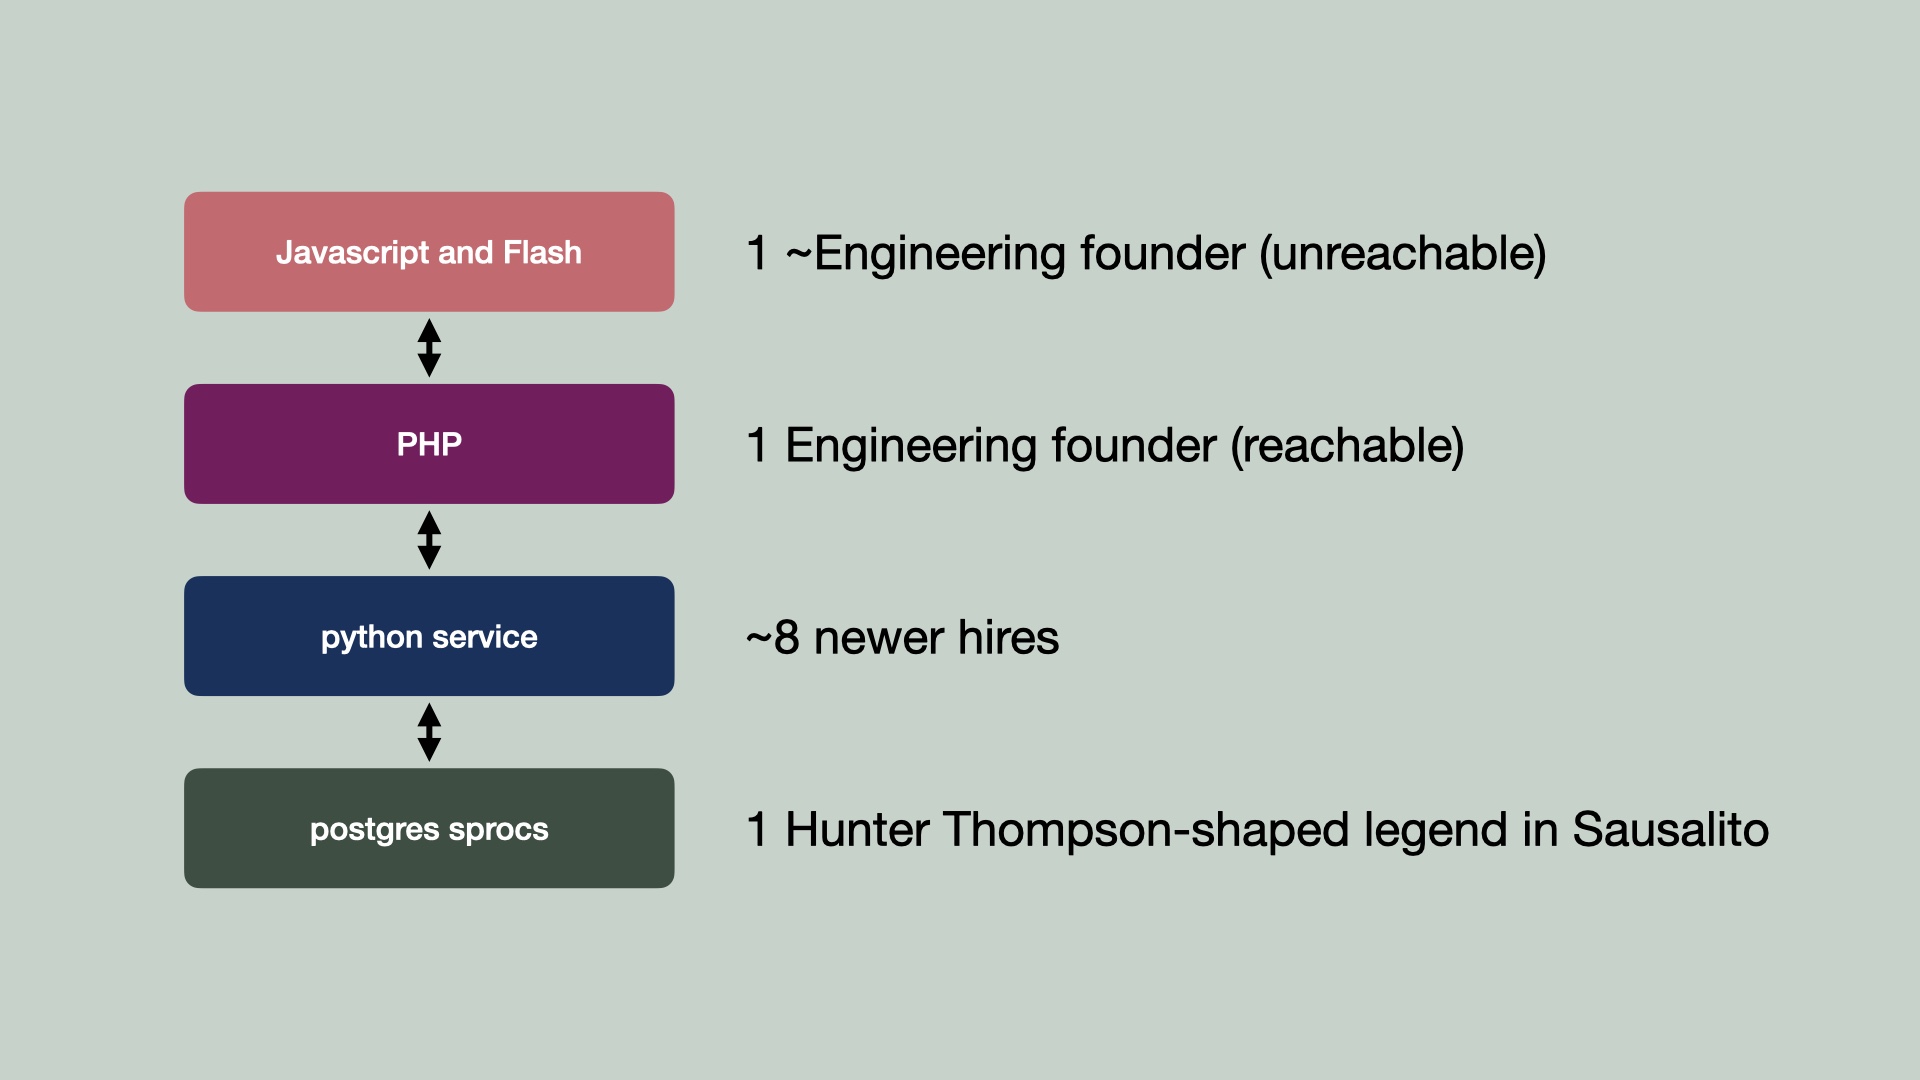 Javascript and Flash
1 ~Engineering founder (unreachable)
PHP
1 Engineering founder (reachable)
python service
~8 newer hires
postgres sprocs
1 Hunter Thompson-shaped legend in Sausalito